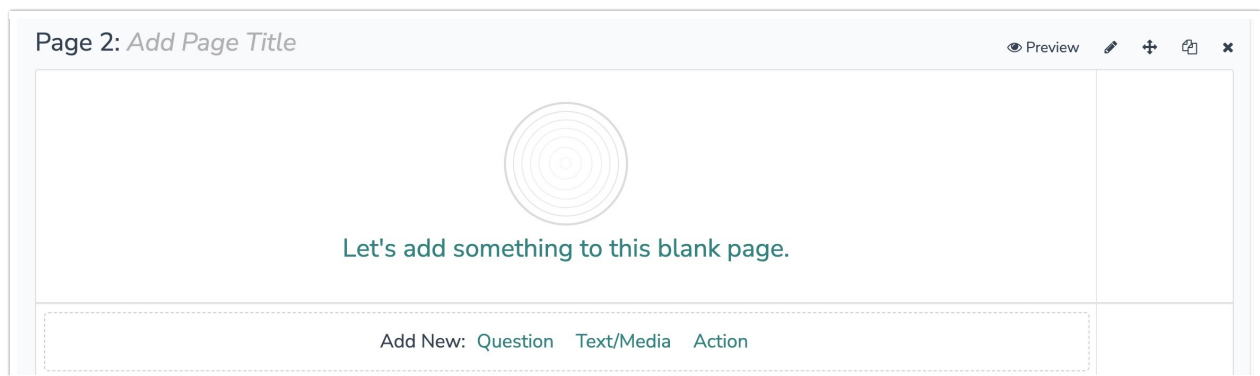 Page 2: Add Page Title
Preview
Let's add something to this blank page.
Add New: Question Text/Media Action